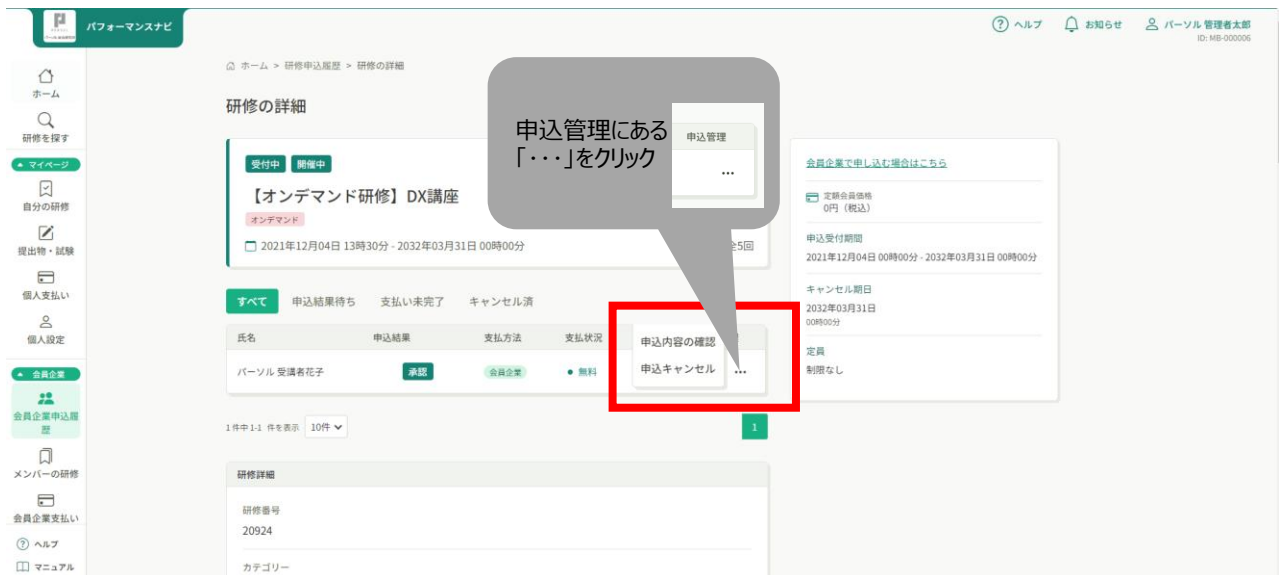 パフォーマンスナビ
ヘルプ
お知らせ
パーソル 管理者太郎
ID: MB-000006
ホーム
研修を探す
マイページ
自分の研修
提出物・試験
個人支払い
個人設定
会員企業
会員企業申込履
歴
メンバーの研修
会員企業支払い
ヘルプ
マニュアル
ホーム > 研修申込履歴 > 研修の詳細
研修の詳細
申込管理にある
「・・・」をクリック
申込管理
...
受付中 開催中
【オンデマンド研修】DX講座
オンデマンド
2021年12月04日 13時30分 - 2032年03月31日 00時00分
全5回
すべて 申込結果待ち 支払い未完了 キャンセル済
氏名 申込結果 支払方法 支払状況
申込内容の確認
申込キャンセル
パーソル 受講者花子 承認 会員企業 無料 ...
1件中 1-1 件を表示 10件
1
研修詳細
研修番号
20924
カテゴリー
会員企業で申し込む場合はこちら
定額会員価格
0円（税込）
申込受付期間
2021年12月04日 00時00分 - 2032年03月31日 00時00分
キャンセル期日
2032年03月31日
00時00分
定員
制限なし